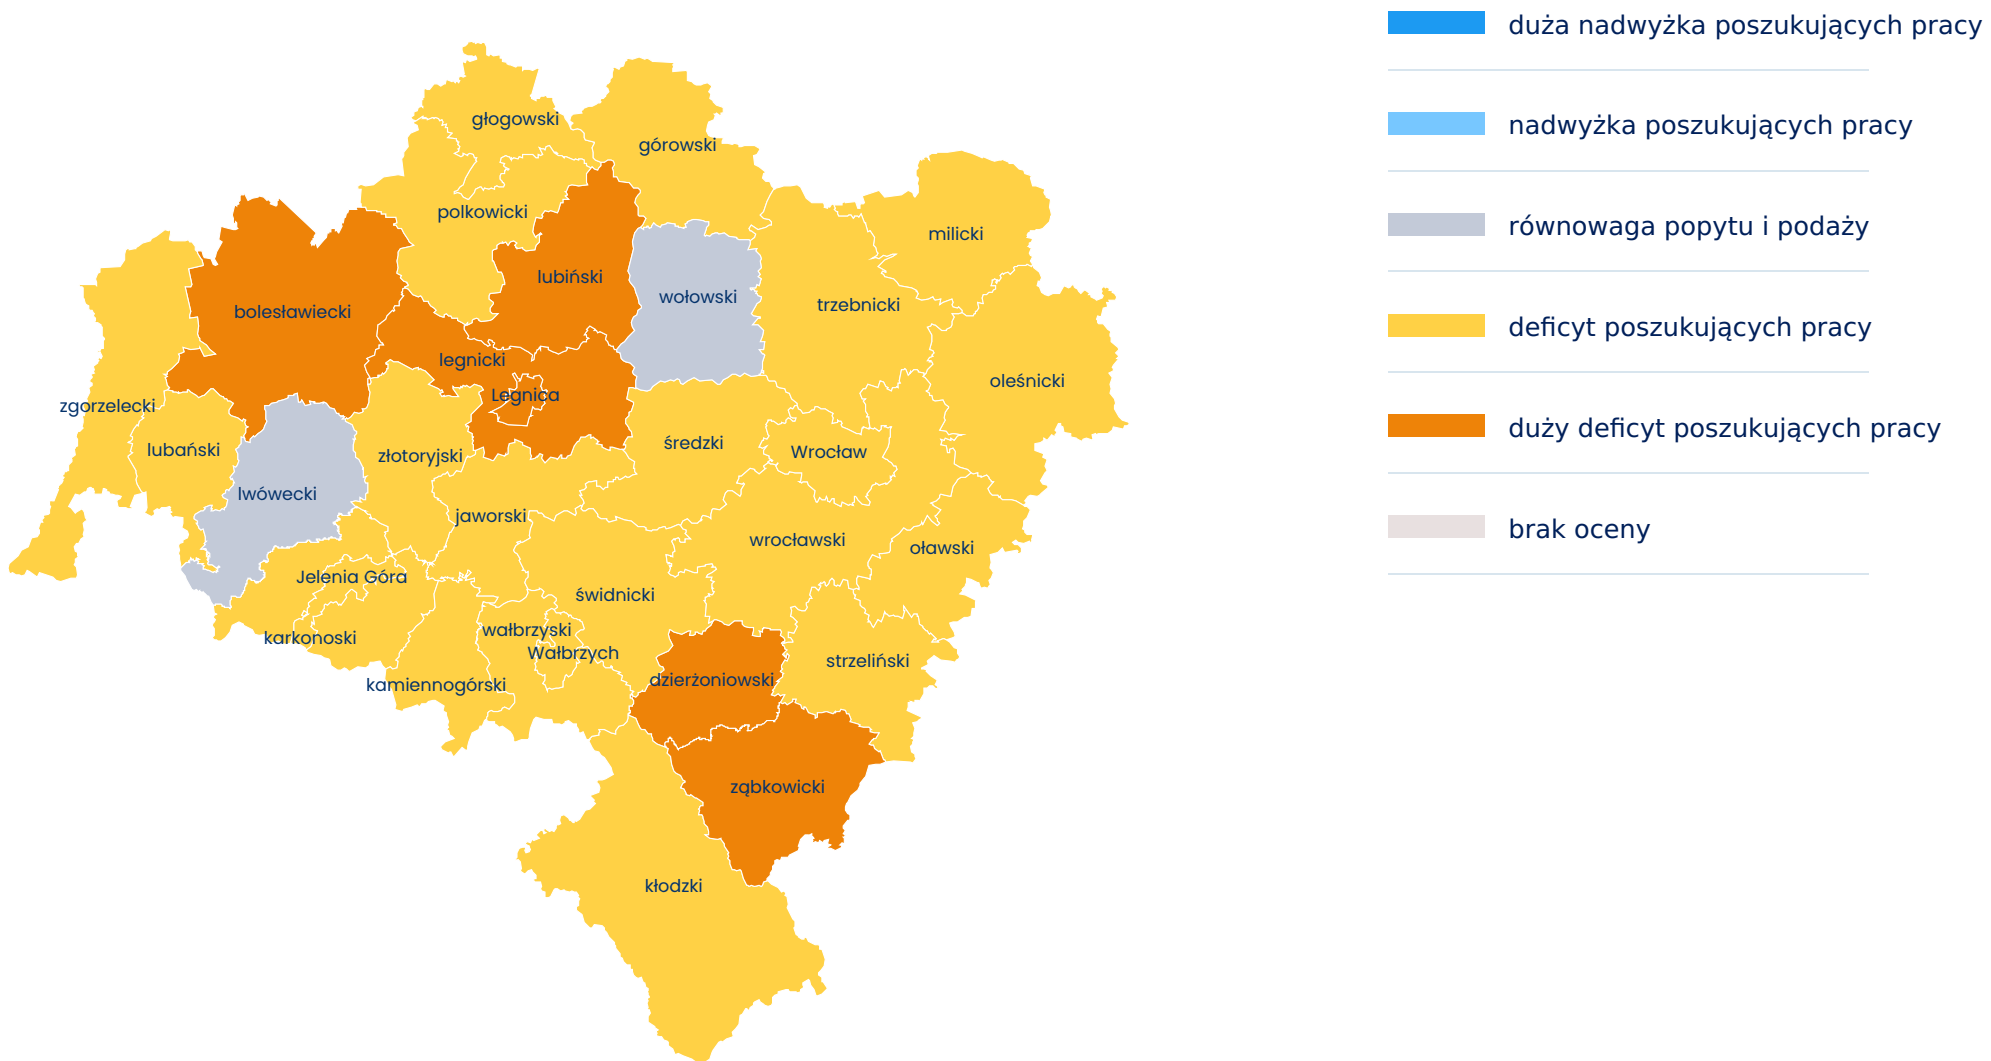 duża nadwyżka poszukujących pracy
nadwyżka poszukujących pracy
równowaga popytu i podaży
deficyt poszukujących pracy
duży deficyt poszukujących pracy
brak oceny
głogowski
górowski
polkowicki
milicki
lubiński
wołowski
trzebnicki
bolesławiecki
legnicki
oleśnicki
Legnica
zgorzelecki
średzki
lubański
Wrocław
złotoryjski
lwówecki
jaworski
wrocławski
oławski
Jelenia Góra
świdnicki
wałbrzyski
karkonoski
Wałbrzych
strzeliński
dzierżoniowski
kamiennogórski
ząbkowicki
kłodzki